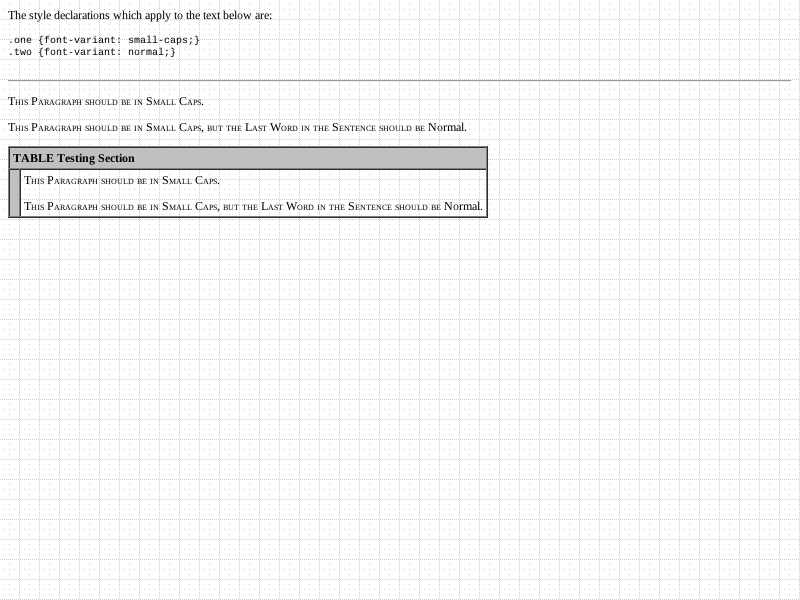 The style declarations which apply to the text below are:
.one {font-variant: small-caps;}
.two {font-variant: normal;}
This Paragraph should be in Small Caps.
This Paragraph should be in Small Caps, but the Last Word in the Sentence should be Normal.
TABLE Testing Section
This Paragraph should be in Small Caps.
This Paragraph should be in Small Caps, but the Last Word in the Sentence should be Normal.